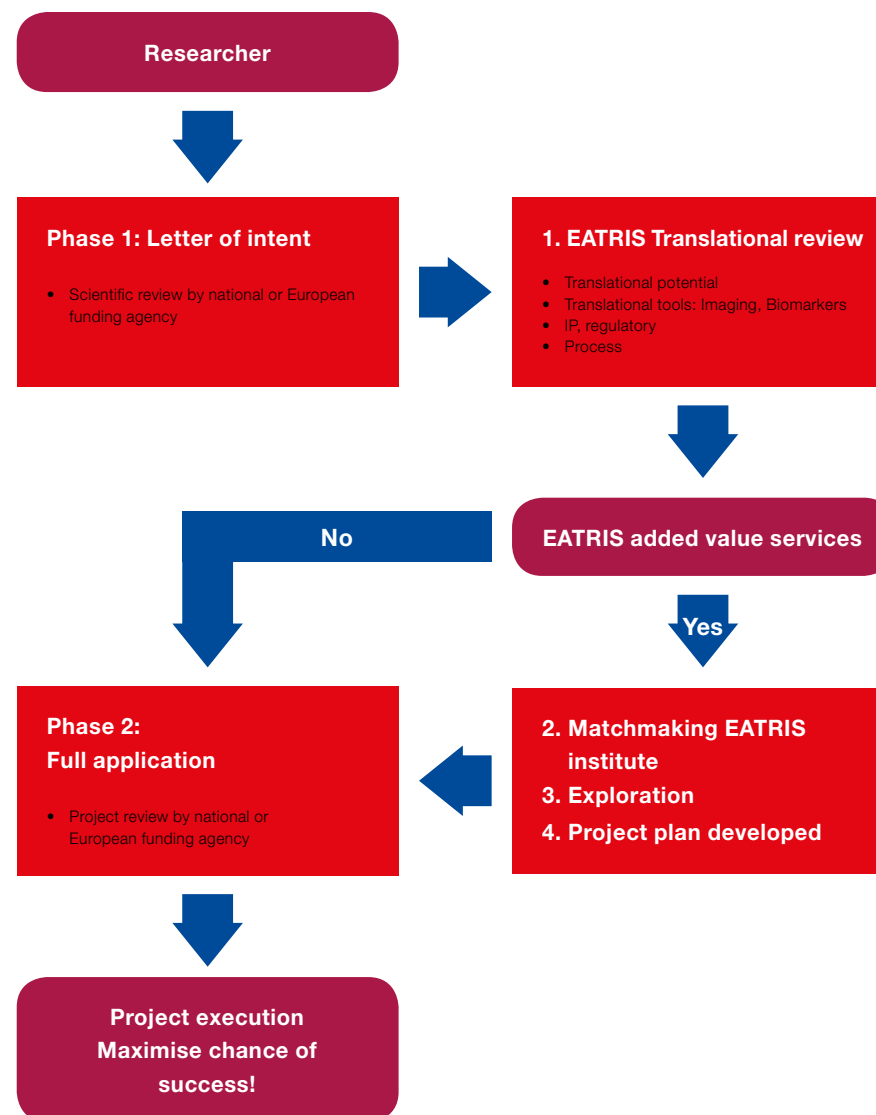 Researcher
Phase 1: Letter of intent
• Scientific review by national or European
funding agency
1. EATRIS Translational review
• Translational potential
• Translational tools: Imaging, Biomarkers
• IP, regulatory
• Process
No
EATRIS added value services
Yes
Phase 2:
Full application
• Project review by national or
European funding agency
2. Matchmaking EATRIS
institute
3. Exploration
4. Project plan developed
Project execution
Maximise chance of
success!